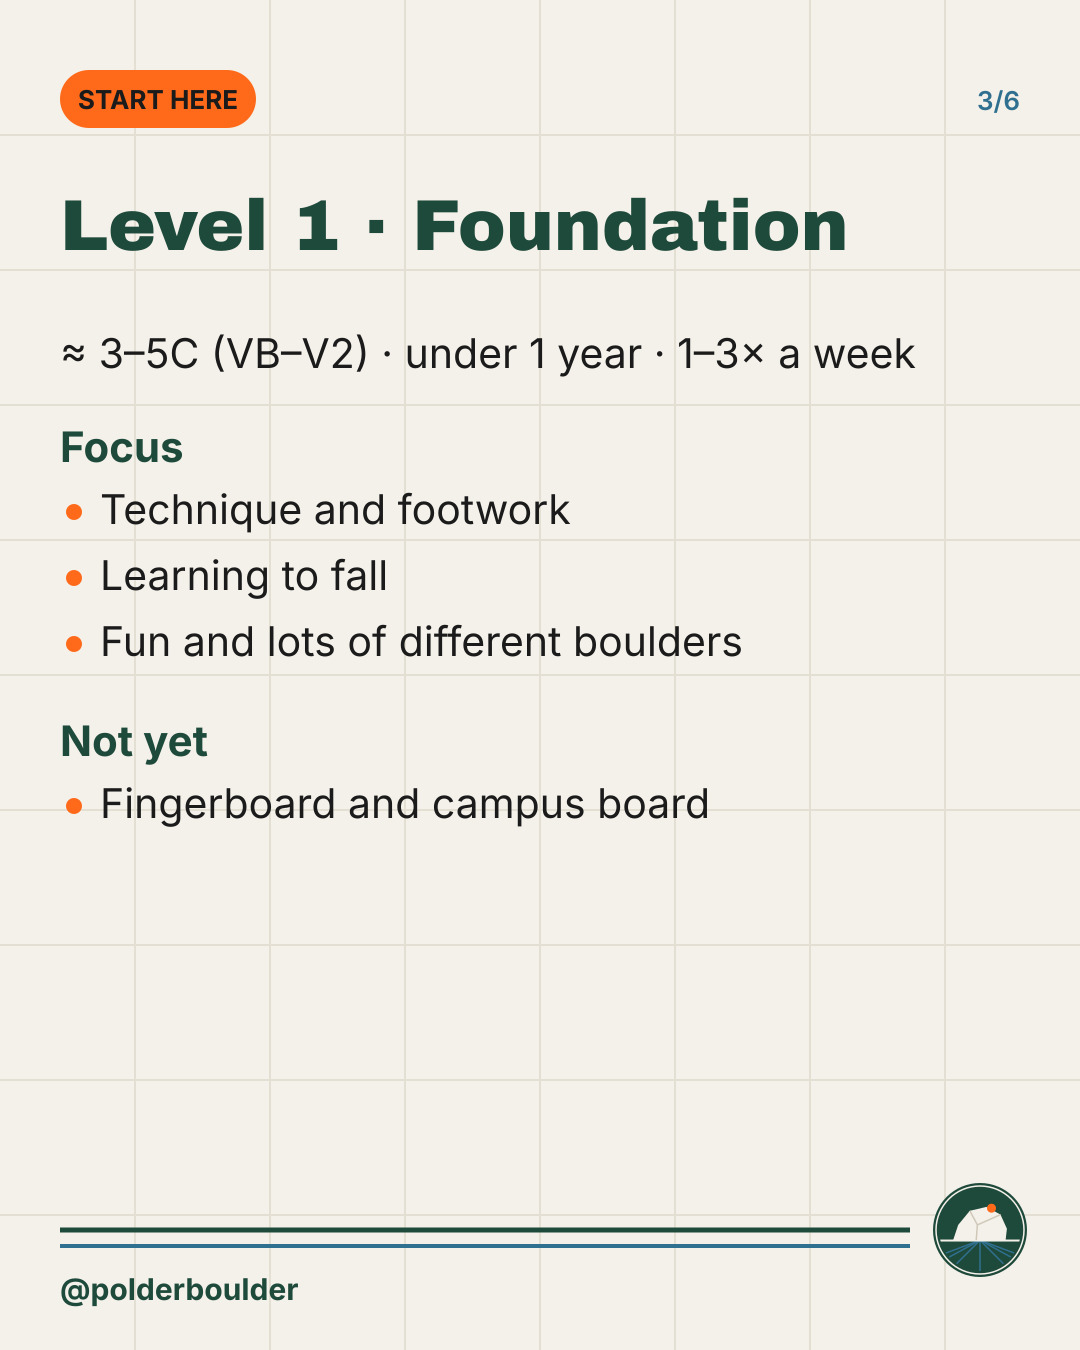 START HERE
3/6
Level 1 · Foundation
≈ 3–5C (VB–V2) · under 1 year · 1–3× a week
Focus
• Technique and footwork
• Learning to fall
• Fun and lots of different boulders
Not yet
• Fingerboard and campus board
@polderboulder